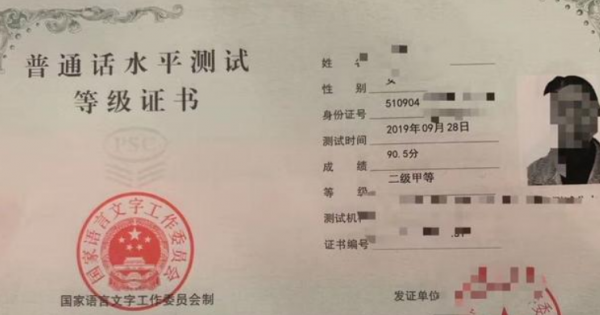 普通话水平测试
等级证书
PSC
国家语言文字工作委员会
国家语言文字工作委员会制
姓
性 别
身份证号 510904
测试时间 2019年09月28日
成 绩 90.5分
等 级 二级甲等
测试机
证书编号
发证单位